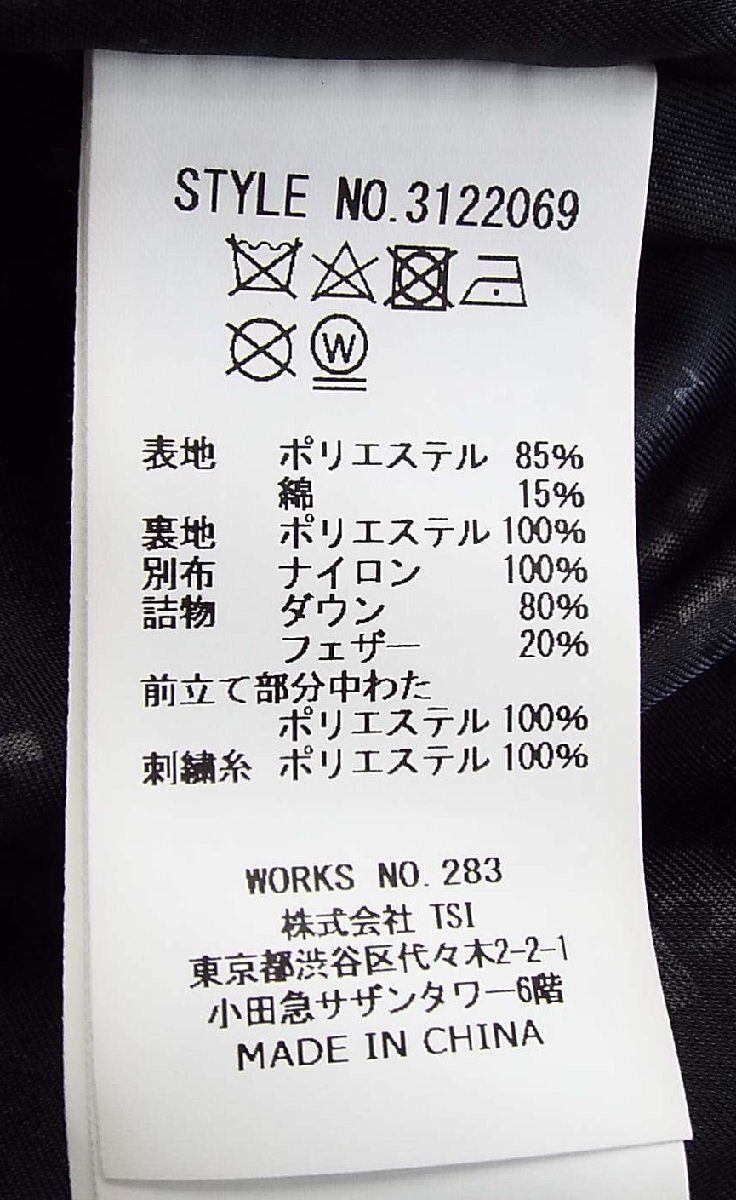 STYLE NO.3122069
W
表地 ポリエステル 85%
綿 15%
裏地 ポリエステル 100%
別布 ナイロン 100%
詰物 ダウン 80%
フェザー 20%
前立て部分中わた
ポリエステル 100%
刺繍糸 ポリエステル 100%
WORKS NO.283
株式会社 TSI
東京都渋谷区代々木2-2-1
小田急サザンタワー6階
MADE IN CHINA